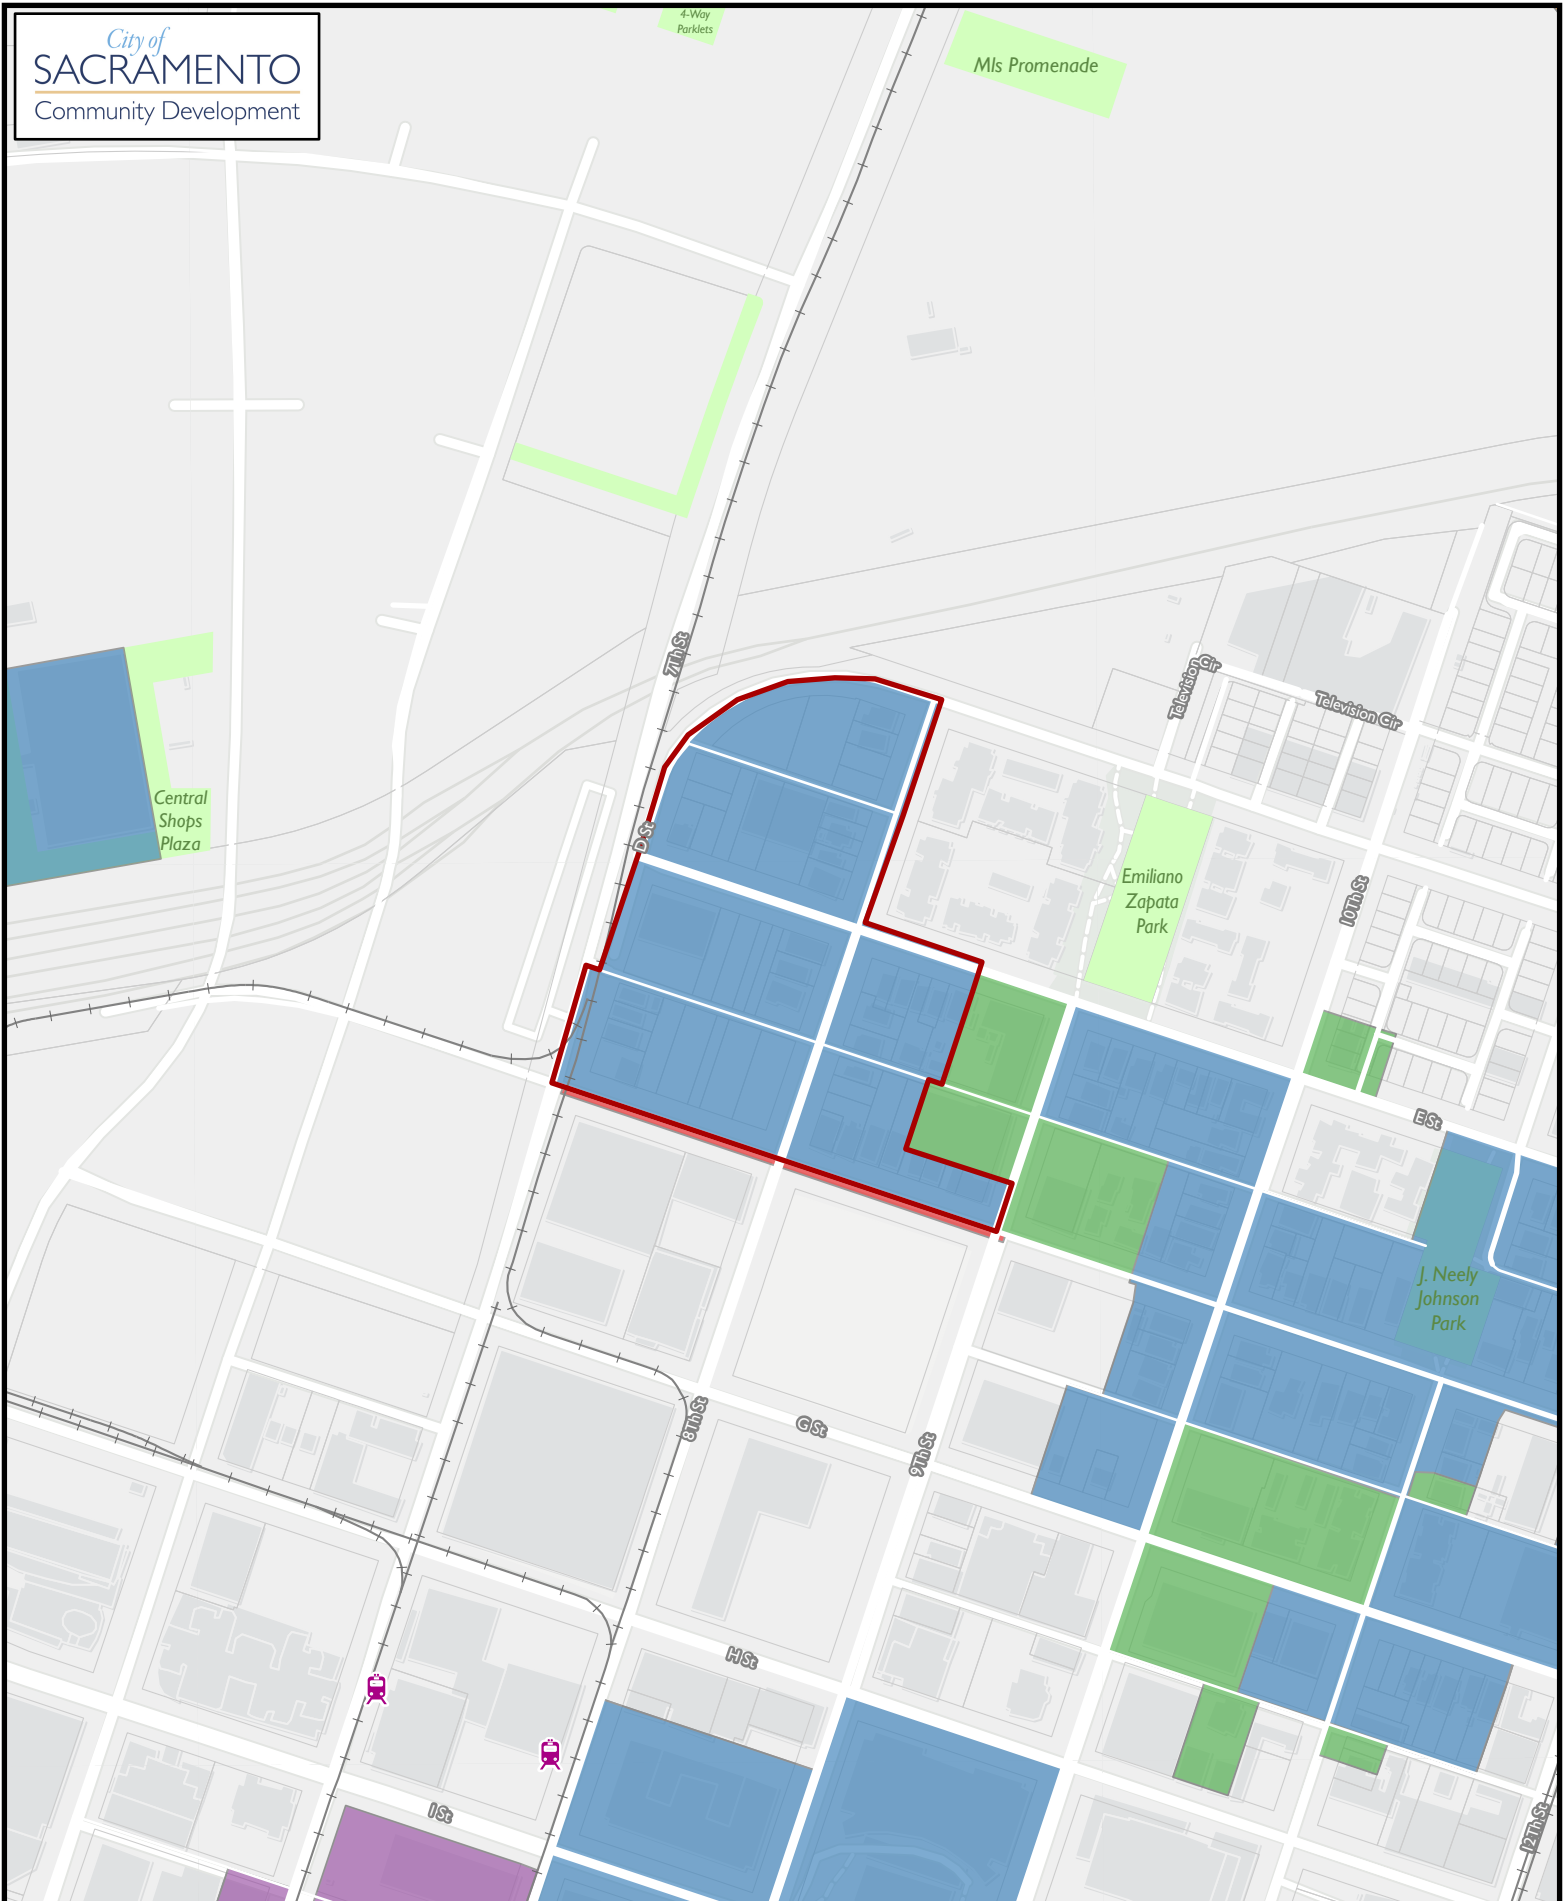 City of
SACRAMENTO
Community Development
4-Way
Parklets
Mls Promenade
7Th St
Television Cir
Television Cir
Central
Shops
Plaza
D St
Emiliano
Zapata
Park
10Th St
E St
J. Neely
Johnson
Park
8Th St
G St
9Th St
H St
I St
12Th St